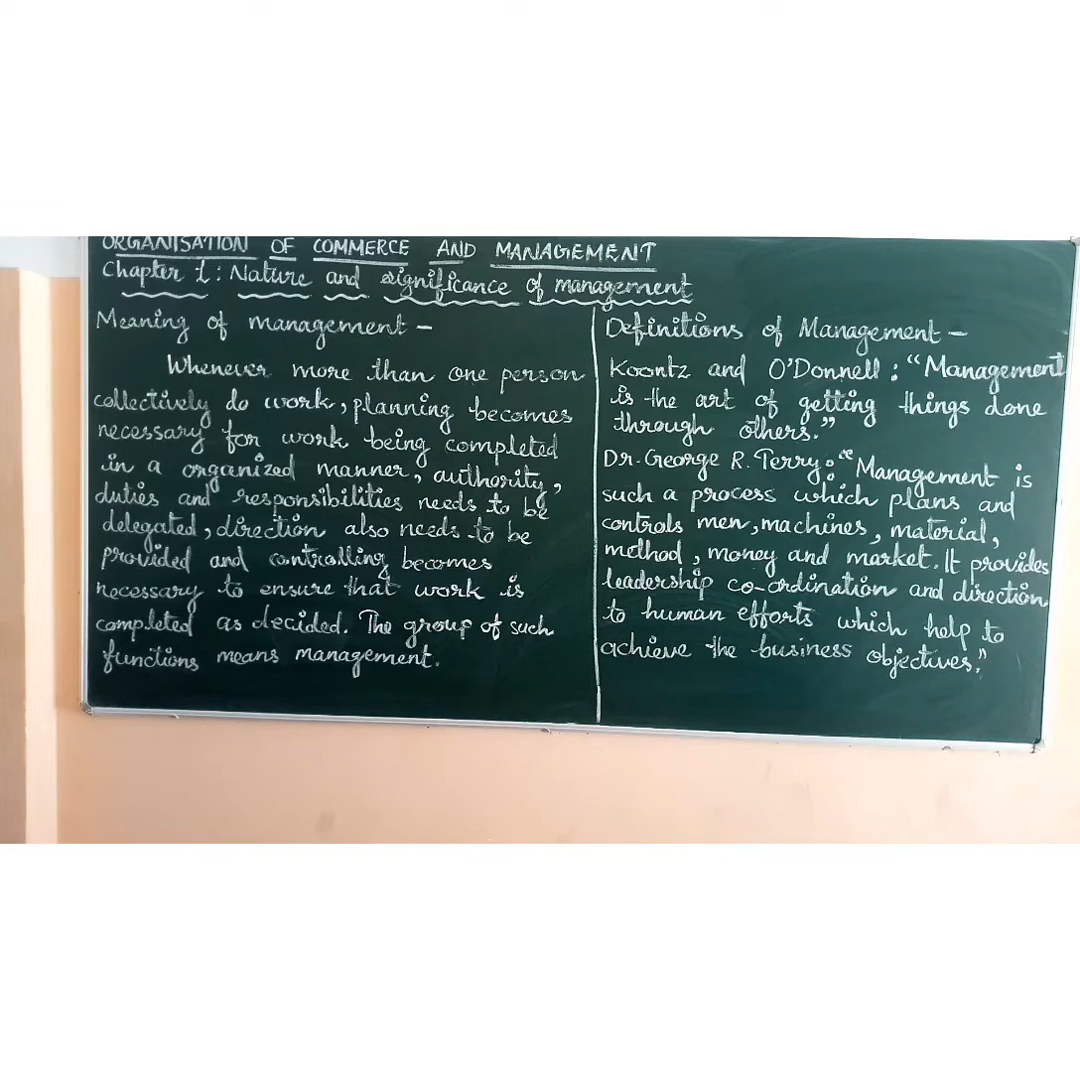 ORGANISATION OF COMMERCE AND MANAGEMENT
Chapter 1: Nature and significance of management
Meaning of management –
Whenever more than one person
collectively do work, planning becomes
necessary for work being completed
in a organized manner, authority,
duties and responsibilities needs to be
delegated, direction also needs to be
provided and controlling becomes
necessary to ensure that work is
completed as decided. The group of such
functions means management.
Definitions of Management –
Koontz and O'Donnell: "Management
is the art of getting things done
through others."
Dr. George R. Terry: "Management is
such a process which plans and
controls men, machines, material,
method, money and market. It provides
leadership co-ordination and direction
to human efforts which help to
achieve the business objectives."